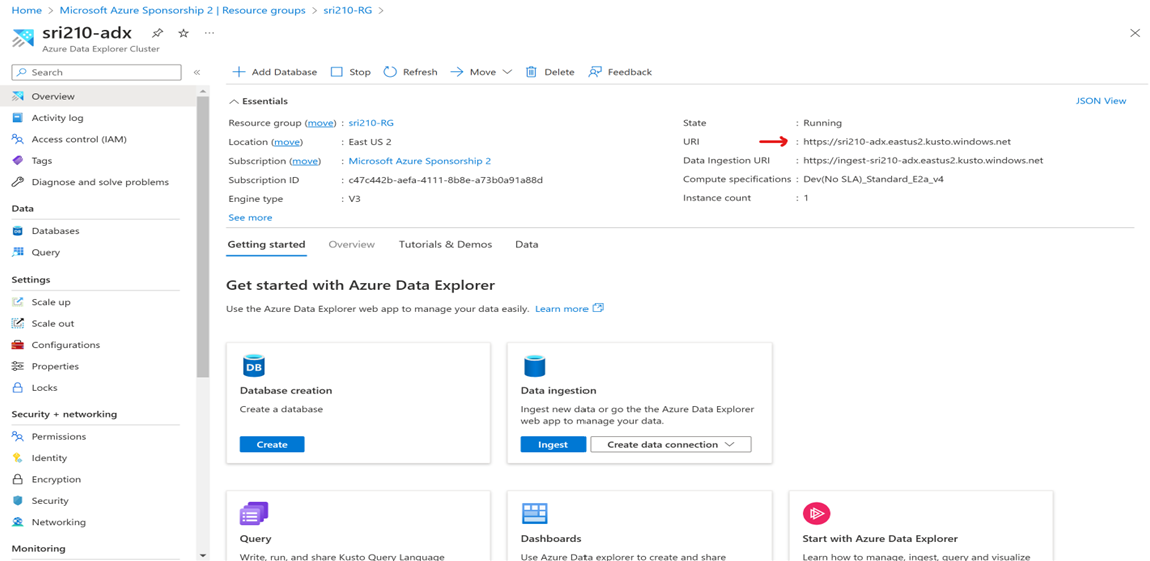 Home > Microsoft Azure Sponsorship 2 | Resource groups > sri210-RG >
sri210-adx
Azure Data Explorer Cluster
Search
Overview
Activity log
Access control (IAM)
Tags
Diagnose and solve problems
Data
Databases
Query
Settings
Scale up
Scale out
Configurations
Properties
Locks
Security + networking
Permissions
Identity
Encryption
Security
Networking
Monitoring
Add Database Stop Refresh Move Delete Feedback
Essentials JSON View
Resource group (move) : sri210-RG
Location (move) : East US 2
Subscription (move) : Microsoft Azure Sponsorship 2
Subscription ID : c47c442b-aefa-4111-8b8e-a73b0a91a88d
Engine type : V3
See more
State : Running
URI : https://sri210-adx.eastus2.kusto.windows.net
Data Ingestion URI : https://ingest-sri210-adx.eastus2.kusto.windows.net
Compute specifications : Dev(No SLA)_Standard_E2a_v4
Instance count : 1
Getting started Overview Tutorials & Demos Data
Get started with Azure Data Explorer
Use the Azure Data Explorer web app to manage your data easily. Learn more
DB
Database creation
Create a database
Create
Data ingestion
Ingest new data or go the the Azure Data Explorer
web app to manage your data.
Ingest Create data connection
Query
Write, run, and share Kusto Query Language
Dashboards
Use Azure Data explorer to create and share
Start with Azure Data Explorer
Learn how to manage, ingest, query and visualize